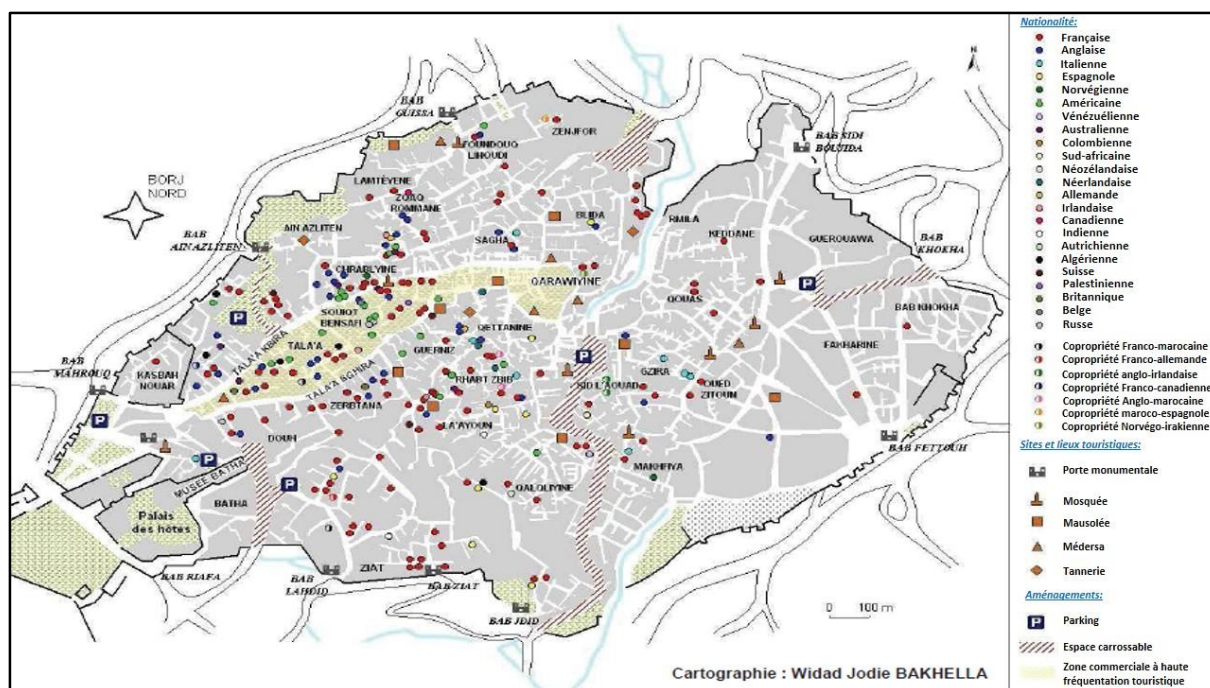 BAB
GUISSA
ZENJFOR
FOUNDOUQ
LIHOUDI
BAB SIDI
BOUJIDA
BORJ
NORD
LAMTÉYENE
ZQAQ
ROMMANE
BLIDA
RMILA
KEDDANE
GUEROUAWA
BAB
KHOKHA
AIN AZLITEN
SAGHA
BAB
AIN AZLITEN
CHRABLYINE
QARAWIYINE
QOUAS
BAB KHOKHA
SOUIQT
BENSAFI
QETTANINE
FAKHARINE
TALA'A KBIRA
TALA'A
GUERNIZ
BAB
MAHROUQ
KASBAH
NOUAR
TALA'A SGHIRA
RHABT ZBIB
SID L'AOUAD
GZIRA
OUED
ZITOUN
ZERBTANA
LA'AYOUN
DOUH
BAB FETTOUH
MAKHFIYA
MUSEE BATHA
BATHA
QALQLIYINE
Palais
des hôtes
ZIAT
BAB RIAFA
BAB
LAHDID
BAB ZIAT
BAB JDID
0 100 m
Cartographie : Widad Jodie BAKHELLA
N
Nationalité:
Française
Anglaise
Italienne
Espagnole
Norvégienne
Américaine
Vénézuélienne
Australienne
Colombienne
Sud-africaine
Néozélandaise
Néerlandaise
Allemande
Irlandaise
Canadienne
Indienne
Autrichienne
Algérienne
Suisse
Palestinienne
Britannique
Belge
Russe
Copropriété Franco-marocaine
Copropriété Franco-allemande
Copropriété anglo-irlandaise
Copropriété Franco-canadienne
Copropriété Anglo-marocaine
Copropriété maroco-espagnole
Copropriété Norvégo-irakienne
Sites et lieux touristiques:
Porte monumentale
Mosquée
Mausolée
Médersa
Tannerie
Aménagements:
P Parking
Espace carrossable
Zone commerciale à haute
fréquentation touristique